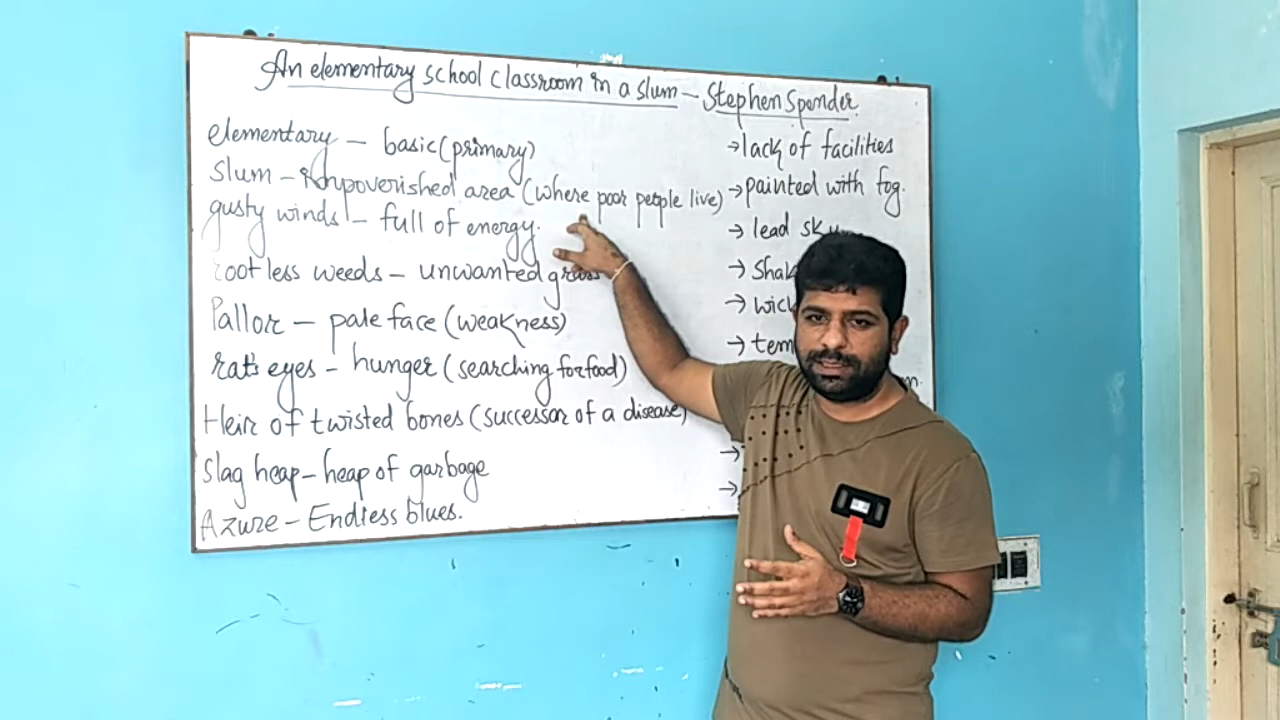 An elementary school classroom in a slum – Stephen Spender
elementary – basic (primary)
Slum – impoverished area (where poor people live)
gusty winds – full of energy.
rootless weeds – unwanted grass
Pallor – pale face (weakness)
rat's eyes – hunger (searching for food)
Heir of twisted bones (successor of a disease)
Slag heap – heap of garbage
Azure – Endless blues.
→ lack of facilities
→ painted with fog.
→ lead sky
→
→
→
→
→